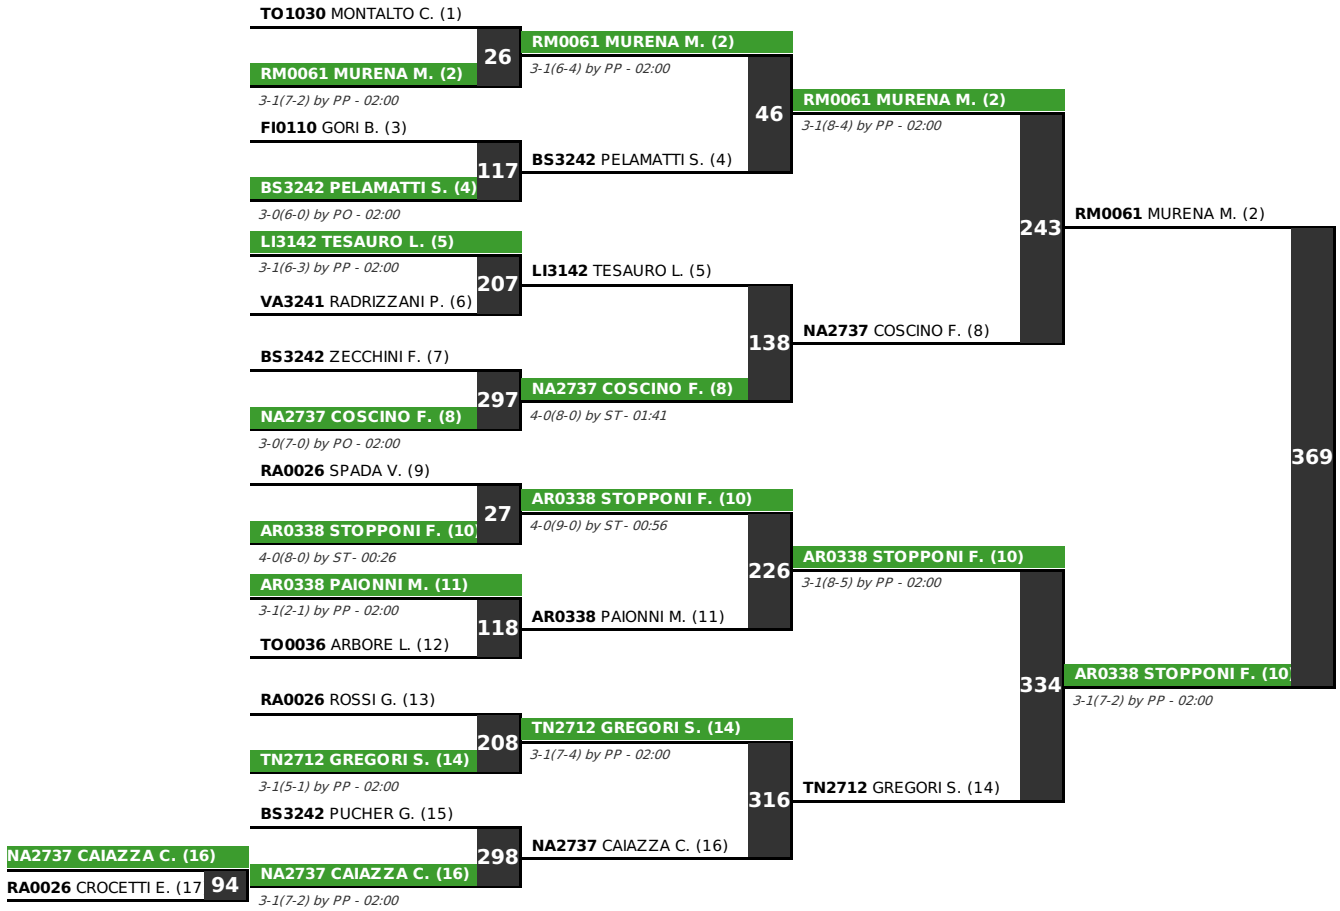 TO1030 MONTALTO C. (1)
26
RM0061 MURENA M. (2)
3-1(7-2) by PP - 02:00
FI0110 GORI B. (3)
117
BS3242 PELAMATTI S. (4)
3-0(6-0) by PO - 02:00
LI3142 TESAURO L. (5)
3-1(6-3) by PP - 02:00
207
VA3241 RADRIZZANI P. (6)
BS3242 ZECCHINI F. (7)
297
NA2737 COSCINO F. (8)
3-0(7-0) by PO - 02:00
RA0026 SPADA V. (9)
27
AR0338 STOPPONI F. (10)
4-0(8-0) by ST - 00:26
AR0338 PAIONNI M. (11)
3-1(2-1) by PP - 02:00
118
TO0036 ARBORE L. (12)
RA0026 ROSSI G. (13)
208
TN2712 GREGORI S. (14)
3-1(5-1) by PP - 02:00
BS3242 PUCHER G. (15)
298
NA2737 CAIAZZA C. (16)
3-1(7-2) by PP - 02:00
NA2737 CAIAZZA C. (16)
RA0026 CROCETTI E. (17
94
RM0061 MURENA M. (2)
3-1(6-4) by PP - 02:00
46
BS3242 PELAMATTI S. (4)
LI3142 TESAURO L. (5)
138
NA2737 COSCINO F. (8)
4-0(8-0) by ST - 01:41
AR0338 STOPPONI F. (10)
4-0(9-0) by ST - 00:56
226
AR0338 PAIONNI M. (11)
TN2712 GREGORI S. (14)
3-1(7-4) by PP - 02:00
316
NA2737 CAIAZZA C. (16)
RM0061 MURENA M. (2)
3-1(8-4) by PP - 02:00
243
NA2737 COSCINO F. (8)
AR0338 STOPPONI F. (10)
3-1(8-5) by PP - 02:00
334
TN2712 GREGORI S. (14)
RM0061 MURENA M. (2)
369
AR0338 STOPPONI F. (10)
3-1(7-2) by PP - 02:00